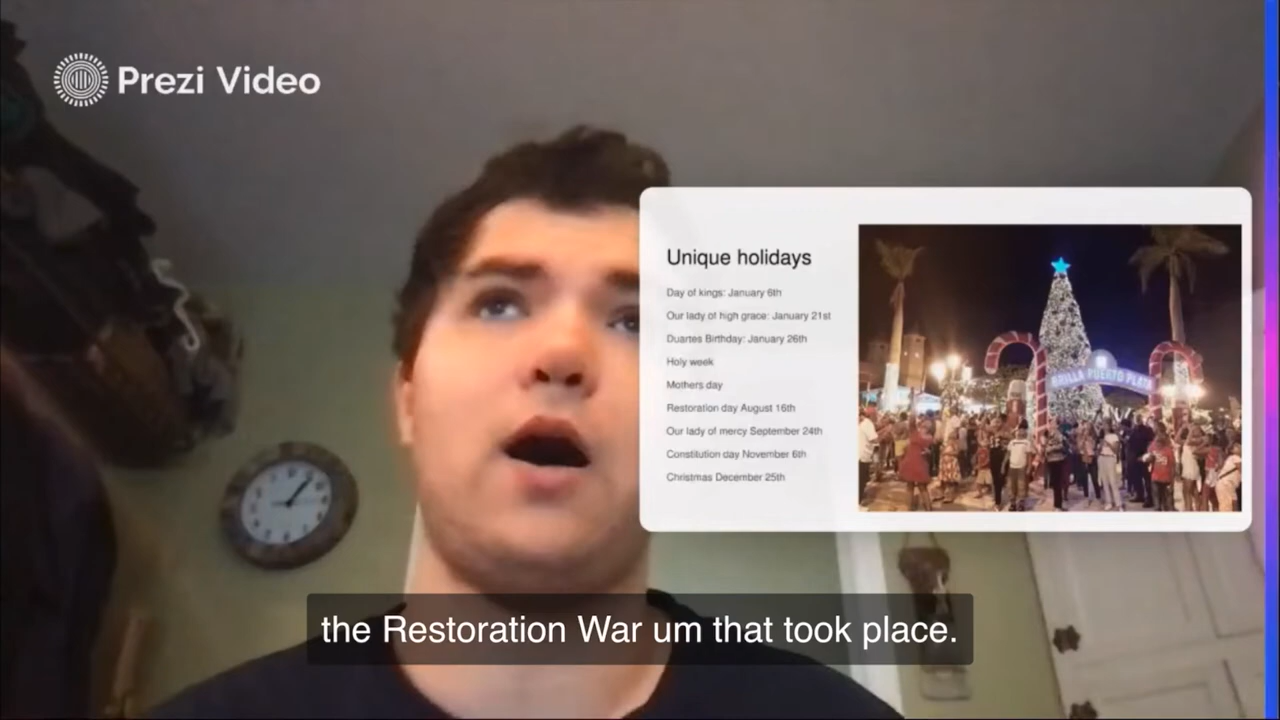 Prezi Video
Unique holidays
Day of kings: January 6th
Our lady of high grace: January 21st
Duartes Birthday: January 26th
Holy week
Mothers day
Restoration day August 16th
Our lady of mercy September 24th
Constitution day November 6th
Christmas December 25th
BRILLA PUERTO PLATA
the Restoration War um that took place.